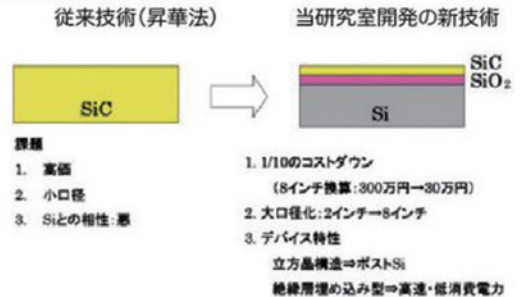 従来技術(昇華法)
SiC
課題
1. 高価
2. 小口径
3. Siとの相性:悪
当研究室開発の新技術
SiC
SiO₂
Si
1. 1/10のコストダウン
(8インチ換算:300万円→30万円)
2. 大口径化:2インチ→8インチ
3. デバイス特性
立方晶構造⇒ポストSi
絶縁層埋め込み型⇒高速・低消費電力